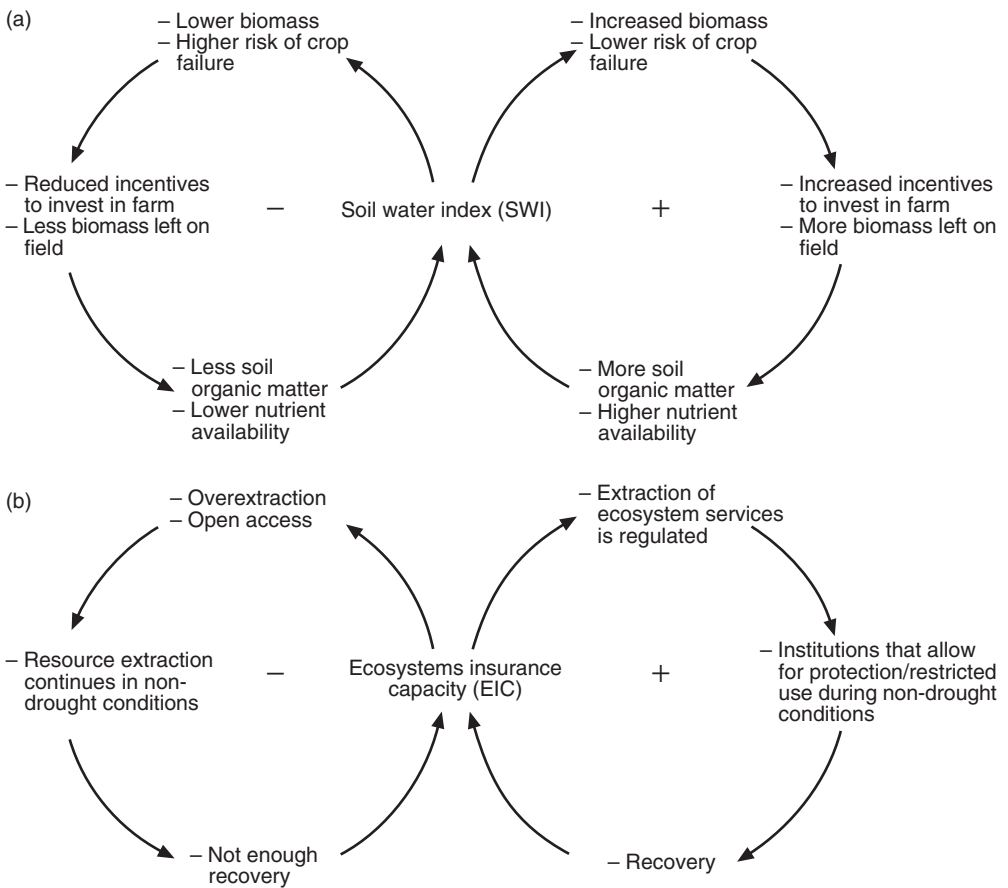 (a)
– Lower biomass
– Higher risk of crop
failure
– Increased biomass
– Lower risk of crop
failure
– Reduced incentives
to invest in farm
– Less biomass left on
field
–
Soil water index (SWI)
+
– Increased incentives
to invest in farm
– More biomass left on
field
– Less soil
organic matter
– Lower nutrient
availability
– More soil
organic matter
– Higher nutrient
availability
(b)
– Overextraction
– Open access
– Extraction of
ecosystem services
is regulated
– Resource extraction
continues in non-
drought conditions
–
Ecosystems insurance
capacity (EIC)
+
– Institutions that allow
for protection/restricted
use during non-drought
conditions
– Not enough
recovery
– Recovery